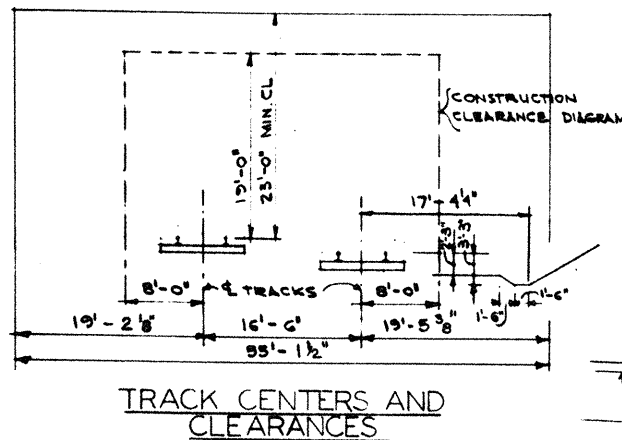 CONSTRUCTION
CLEARANCE DIAGRAM
19'-0"
23'-0" MIN. CL
17'- 4¼"
8'-0"
℄ TRACKS
8'-0"
1'-6"
1'-6"
19' - 2⅛"
16' - 6"
19'-5⅜"
55'-1½"
TRACK CENTERS AND
CLEARANCES